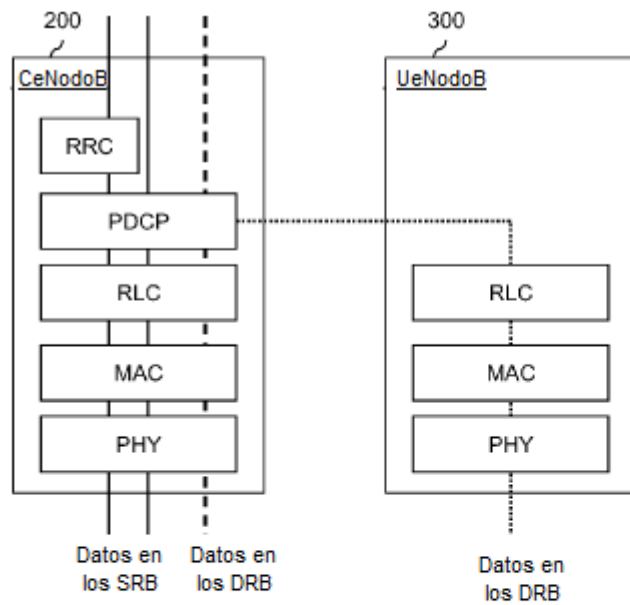 200
300
CeNodoB
UeNodoB
RRC
PDCP
RLC
RLC
MAC
MAC
PHY
PHY
Datos en
los SRB
Datos en
los DRB
Datos en
los DRB